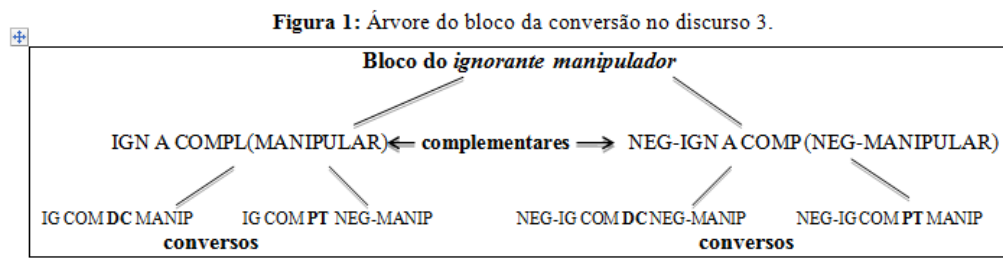 Figura 1: Árvore do bloco da conversão no discurso 3.
Bloco do ignorante manipulador
IGN A COMPL(MANIPULAR) complementares NEG-IGN A COMP(NEG-MANIPULAR)
IG COM DC MANIP IG COM PT NEG-MANIP NEG-IG COM DC NEG-MANIP NEG-IG COM PT MANIP
conversos conversos